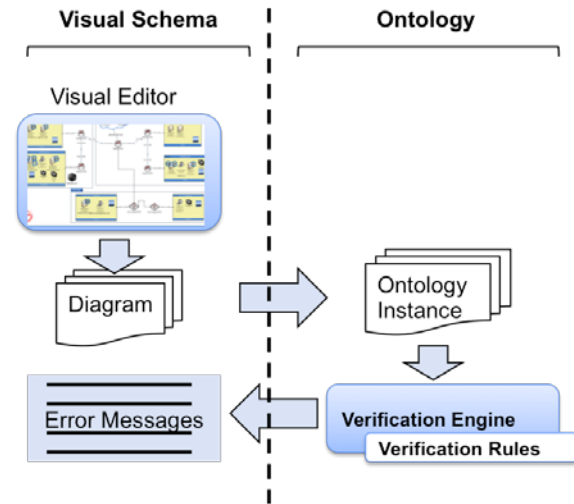 Visual Schema
Ontology
Visual Editor
Diagram
Ontology
Instance
Error Messages
Verification Engine
Verification Rules